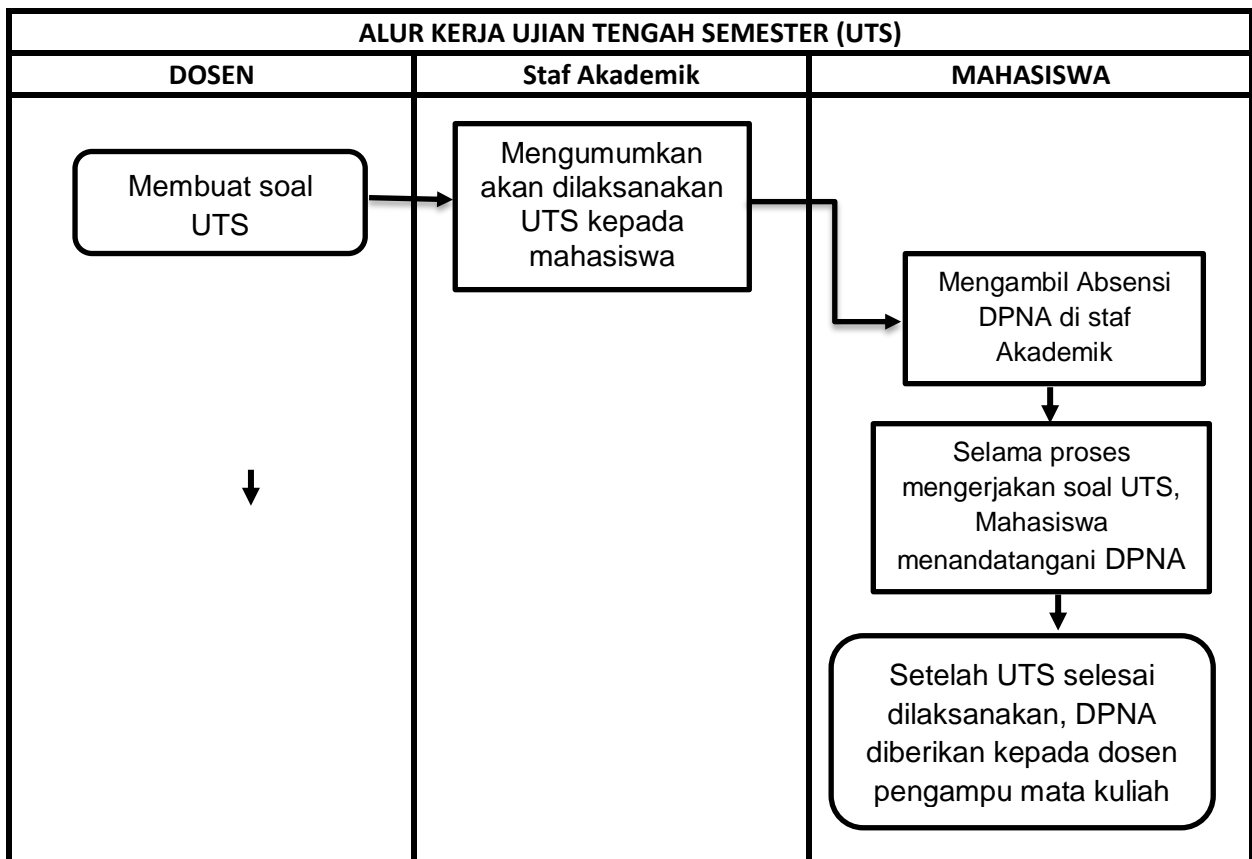 ALUR KERJA UJIAN TENGAH SEMESTER (UTS)
DOSEN
Staf Akademik
MAHASISWA
Membuat soal
UTS
Mengumumkan
akan dilaksanakan
UTS kepada
mahasiswa
Mengambil Absensi
DPNA di staf
Akademik
Selama proses
mengerjakan soal UTS,
Mahasiswa
menandatangani DPNA
Setelah UTS selesai
dilaksanakan, DPNA
diberikan kepada dosen
pengampu mata kuliah